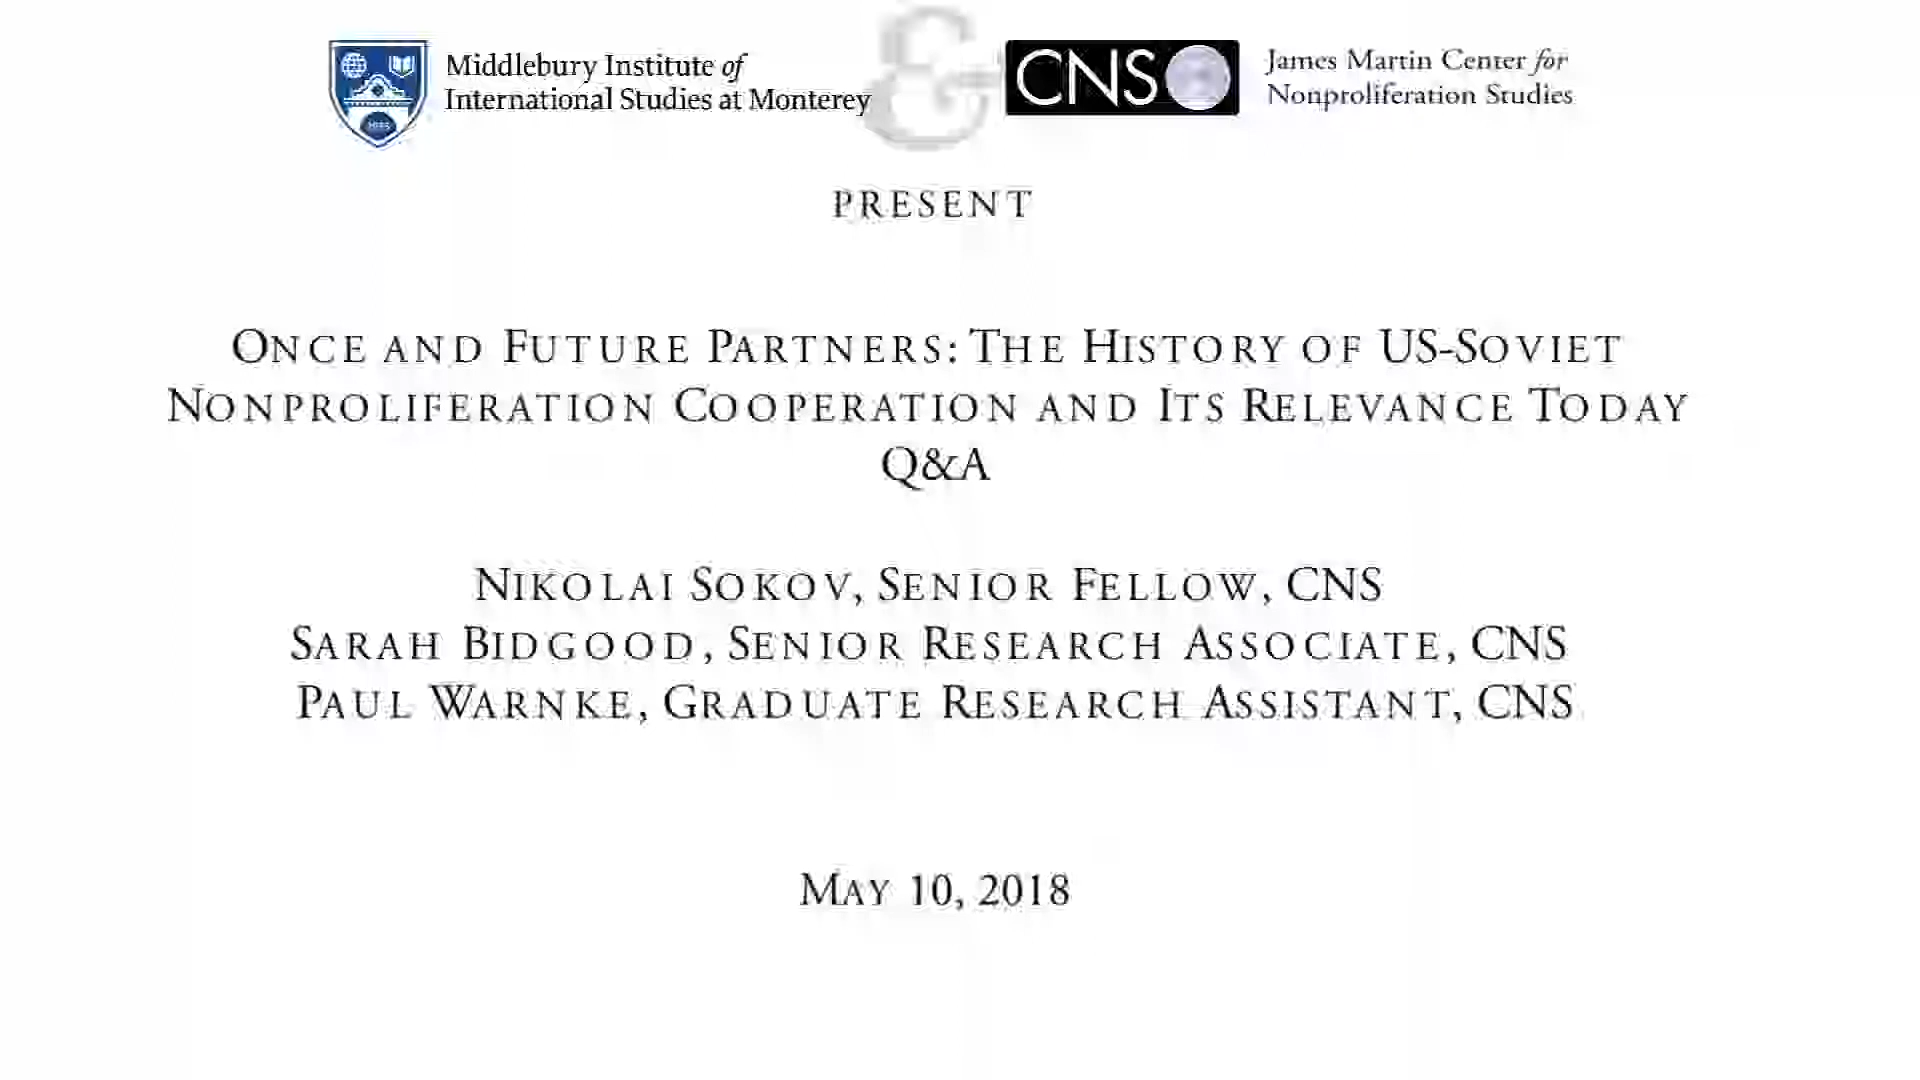 Middlebury Institute of
International Studies at Monterey
&
CNS
James Martin Center for
Nonproliferation Studies
PRESENT
ONCE AND FUTURE PARTNERS: THE HISTORY OF US-SOVIET
NONPROLIFERATION COOPERATION AND ITS RELEVANCE TODAY
Q&A
NIKOLAI SOKOV, SENIOR FELLOW, CNS
SARAH BIDGOOD, SENIOR RESEARCH ASSOCIATE, CNS
PAUL WARNKE, GRADUATE RESEARCH ASSISTANT, CNS
MAY 10, 2018